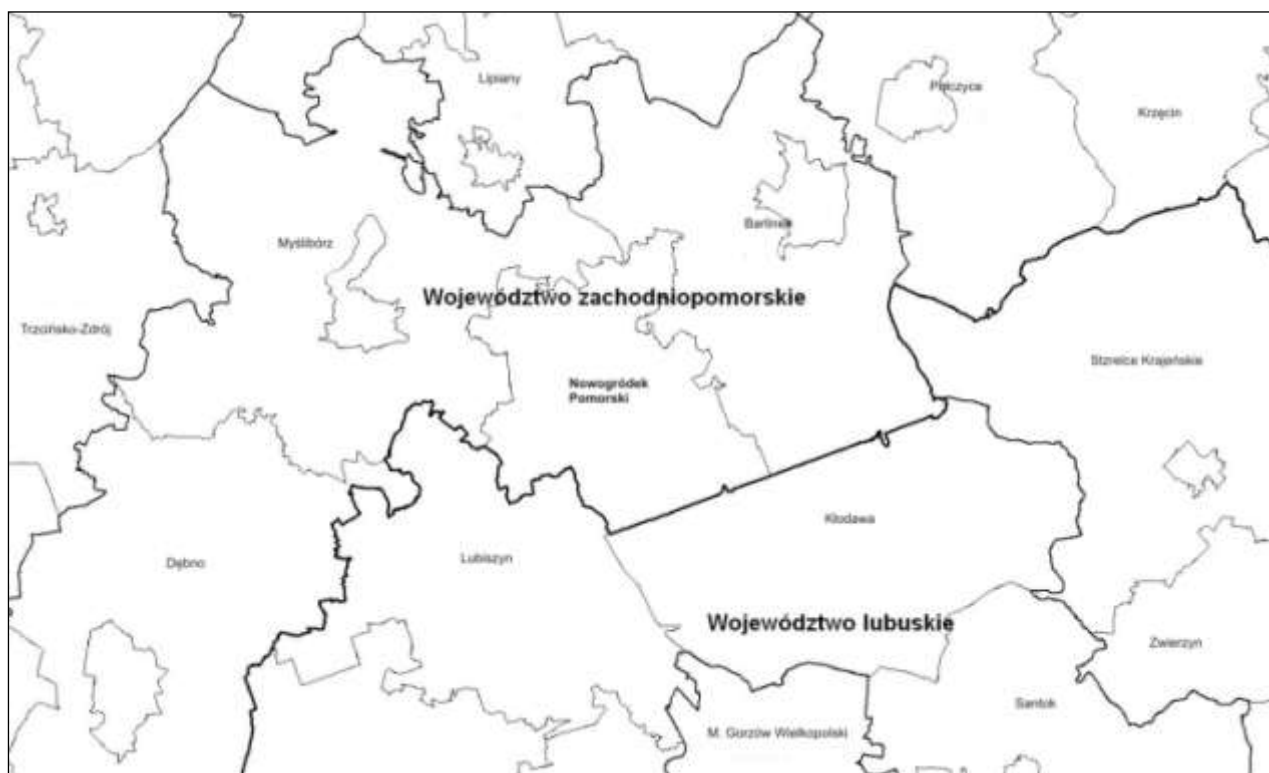 Lipiany
Pełczyce
Krzęcin
Myślibórz
Barlinek
Województwo zachodniopomorskie
Trzcińsko-Zdrój
Strzelce Krajeńskie
Nowogródek
Pomorski
Kłodawa
Dębno
Lubiszyn
Województwo lubuskie
Zwierzyn
Santok
M. Gorzów Wielkopolski